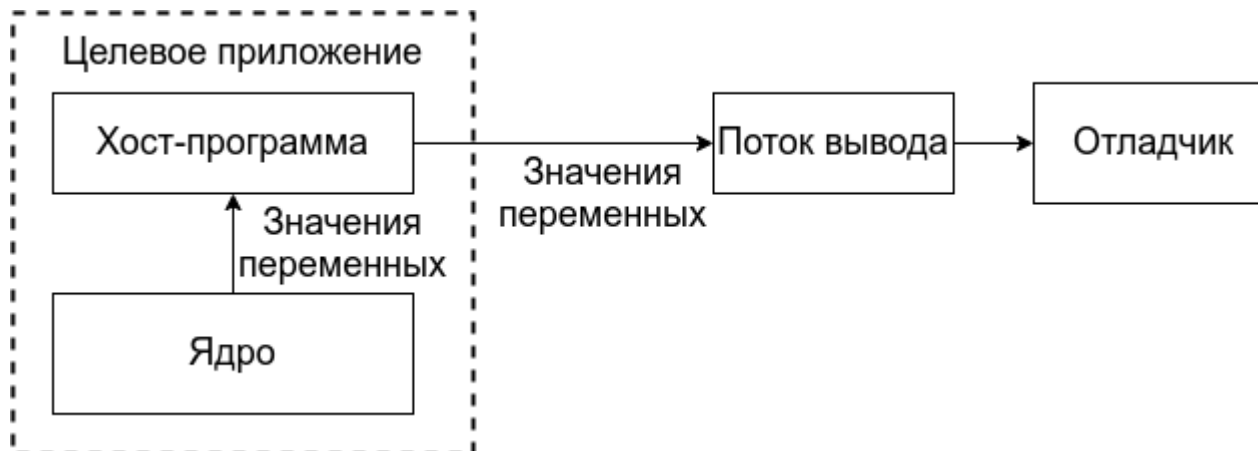 Целевое приложение
Хост-программа
Поток вывода
Отладчик
Значения
переменных
Значения
переменных
Ядро